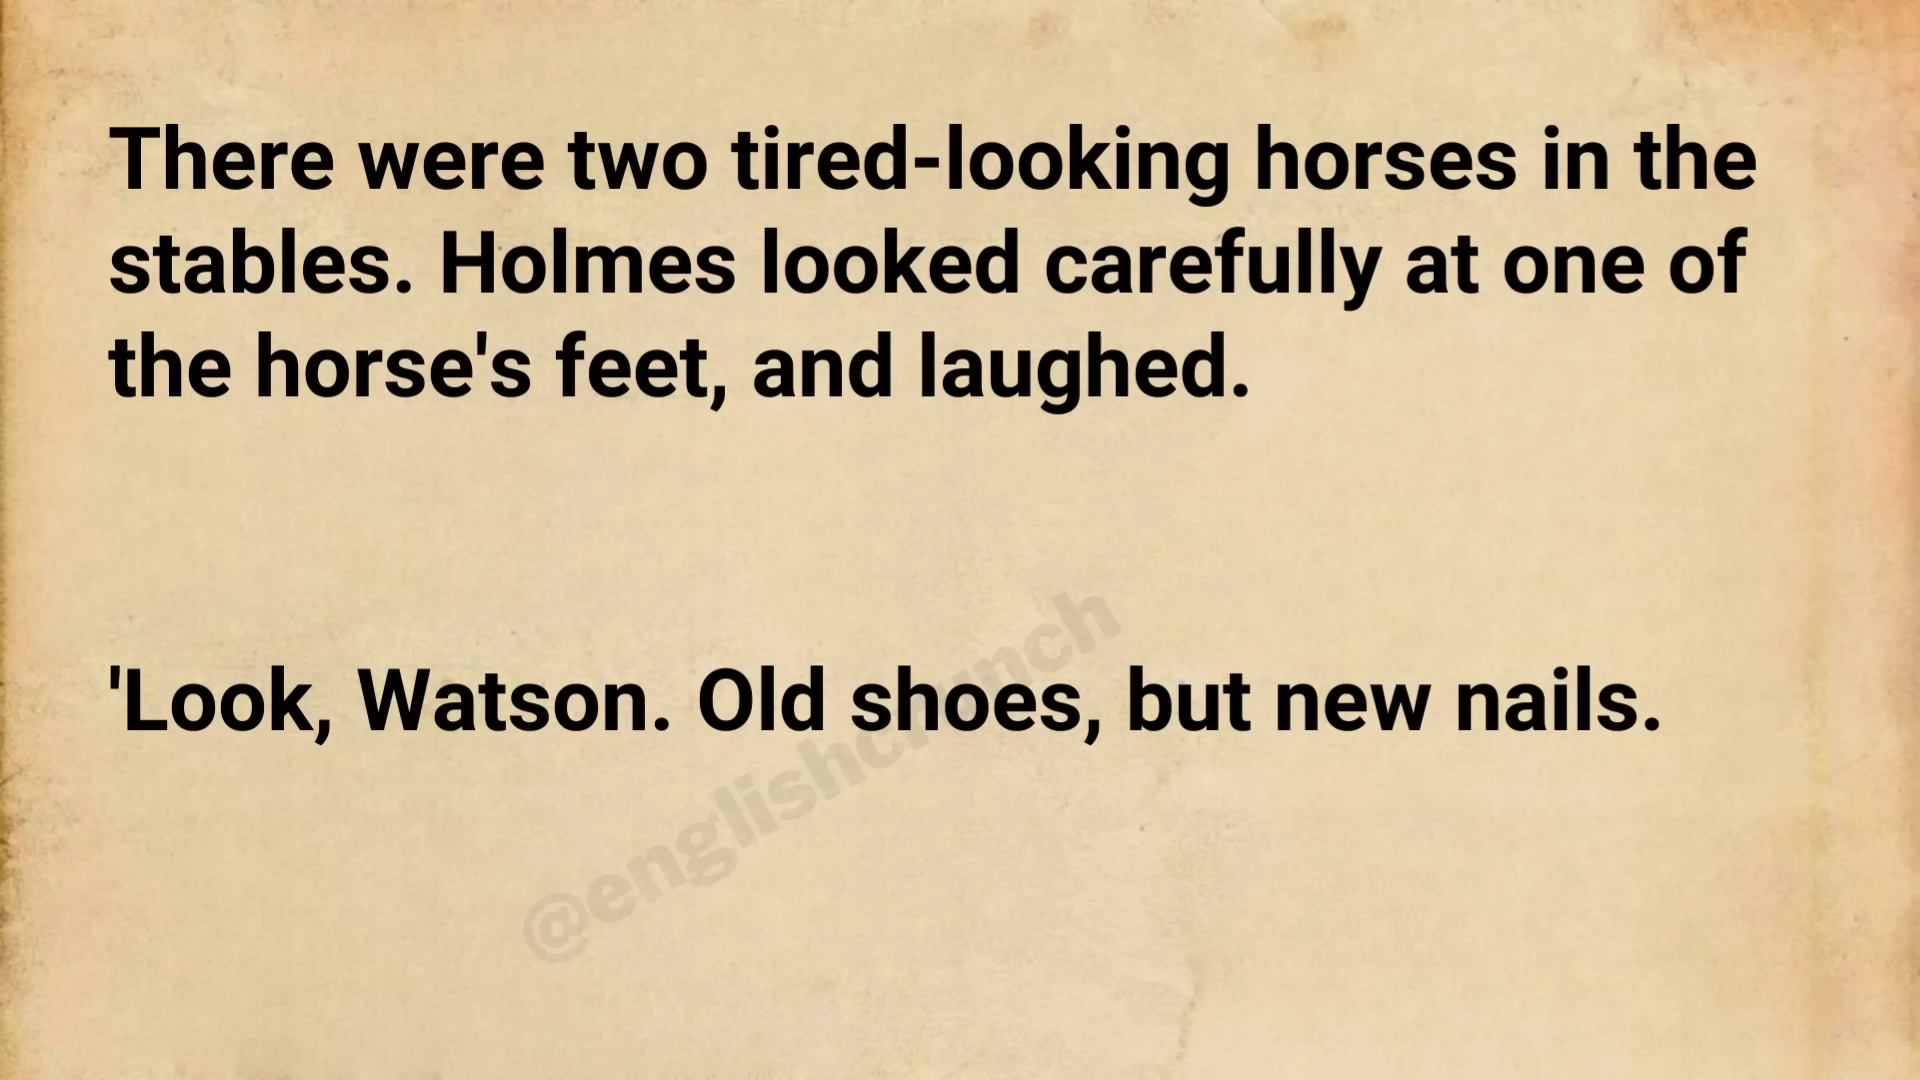 There were two tired-looking horses in the
stables. Holmes looked carefully at one of
the horse's feet, and laughed.
'Look, Watson. Old shoes, but new nails.
@englishcrunch